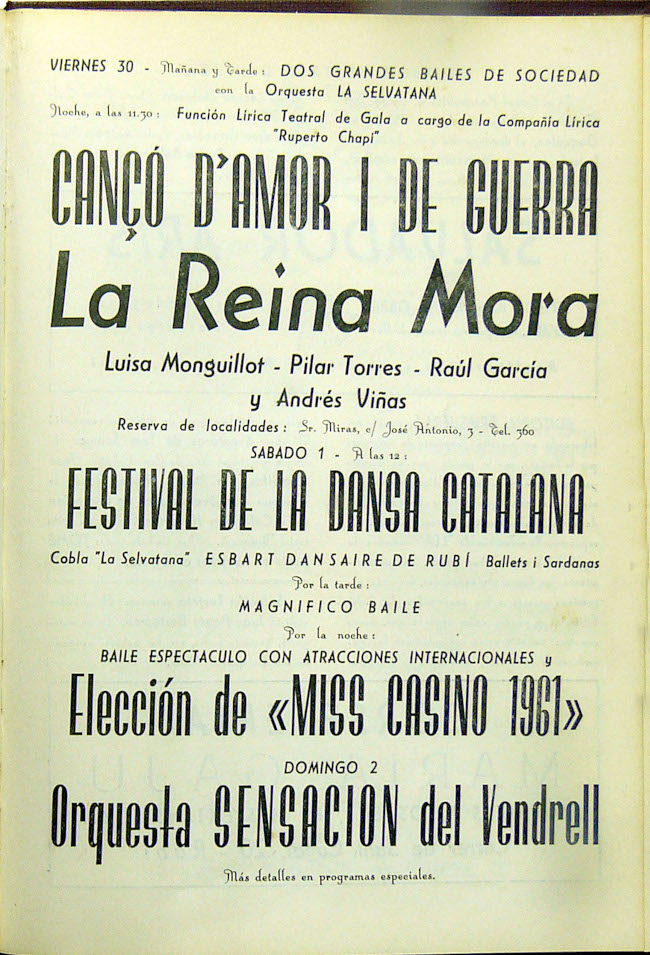 VIERNES 30 - Mañana y Tarde: DOS GRANDES BAILES DE SOCIEDAD
con la Orquesta LA SELVATANA
Noche, a las 11.30: Función Lírica Teatral de Gala a cargo de la Compañía Lírica
"Ruperto Chapí"
CANÇÓ D'AMOR I DE GUERRA
La Reina Mora
Luisa Monguillot - Pilar Torres - Raúl García
y Andrés Viñas
Reserva de localidades: Sr. Miras, c/ José Antonio, 3 - Tel. 360
SABADO 1 - A las 12:
FESTIVAL DE LA DANSA CATALANA
Cobla "La Selvatana" ESBART DANSAIRE DE RUBÍ Ballets i Sardanas
Por la tarde:
MAGNIFICO BAILE
Por la noche:
BAILE ESPECTACULO CON ATRACCIONES INTERNACIONALES y
Elección de «MISS CASINO 1961»
DOMINGO 2
Orquesta SENSACION del Vendrell
Más detalles en programas especiales.